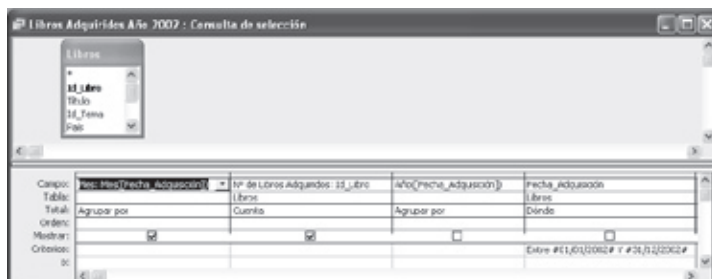 Libros Adquiridos Año 2002 : Consulta de selección
Libros
*
Id_Libro
Título
Id_Tema
País
Campo: Mes: Mes([Fecha_Adquisición]) Nº de Libros Adquiridos: Id_Libro Año([Fecha_Adquisición]) Fecha_Adquisición
Tabla: Libros Libros
Total: Agrupar por Cuenta Agrupar por Dónde
Orden:
Mostrar:
Criterios: Entre #01/01/2002# Y #31/12/2002#
o: